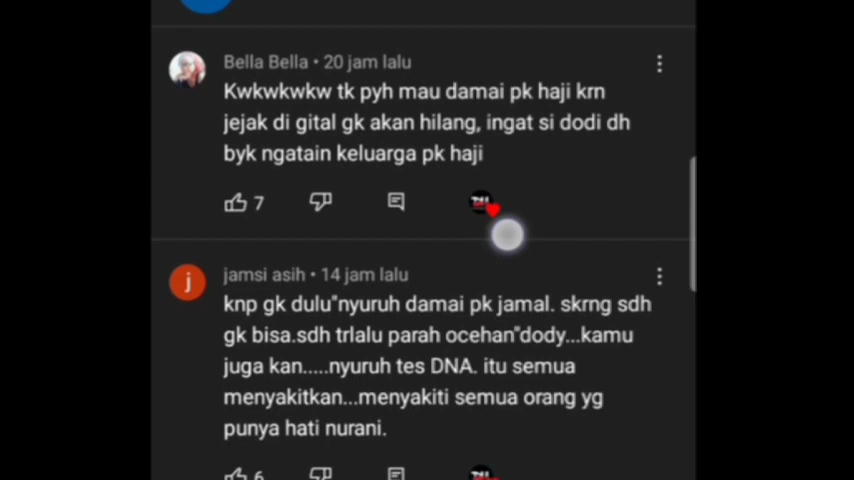 Bella Bella • 20 jam lalu
Kwkwkwkw tk pyh mau damai pk haji krn
jejak di gital gk akan hilang, ingat si dodi dh
byk ngatain keluarga pk haji
7
j
jamsi asih • 14 jam lalu
knp gk dulu"nyuruh damai pk jamal. skrng sdh
gk bisa.sdh trlalu parah ocehan"dody...kamu
juga kan.....nyuruh tes DNA. itu semua
menyakitkan...menyakiti semua orang yg
punya hati nurani.
6